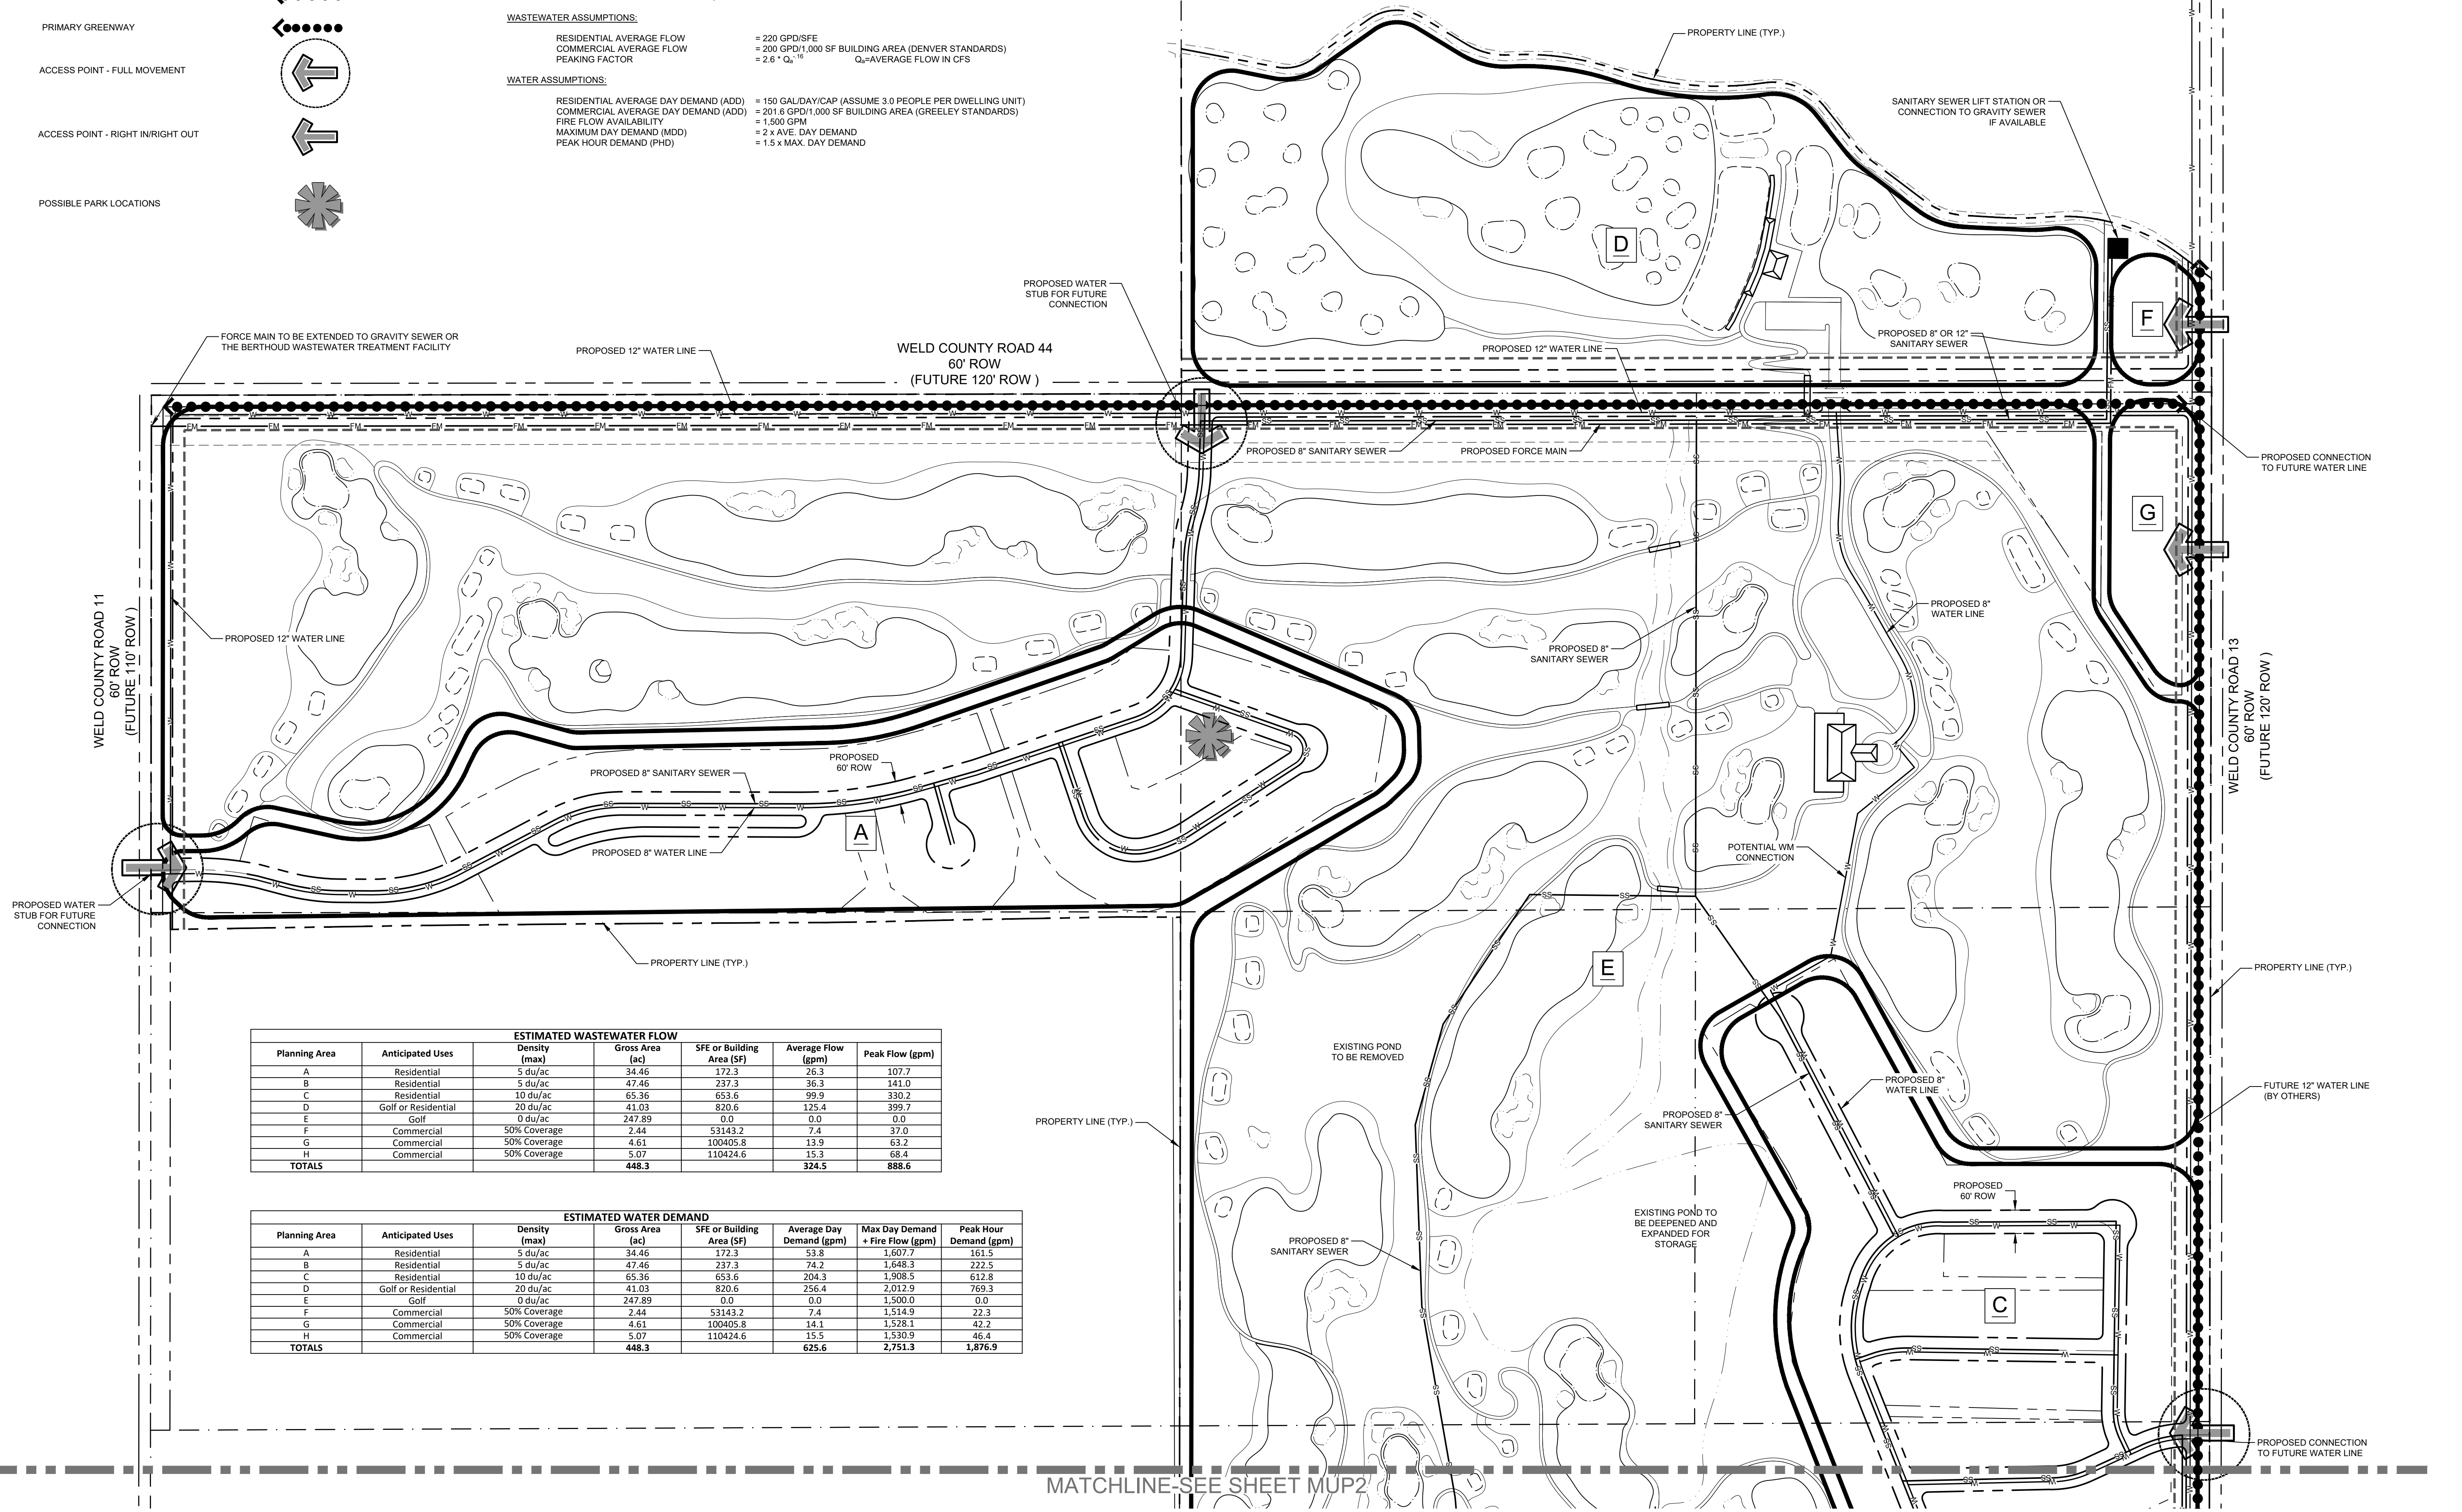 PRIMARY GREENWAY
ACCESS POINT - FULL MOVEMENT
ACCESS POINT - RIGHT IN/RIGHT OUT
POSSIBLE PARK LOCATIONS
WASTEWATER ASSUMPTIONS:
RESIDENTIAL AVERAGE FLOW = 220 GPD/SFE
COMMERCIAL AVERAGE FLOW = 200 GPD/1,000 SF BUILDING AREA (DENVER STANDARDS)
PEAKING FACTOR = 2.6 * Qa^-.16 Qa=AVERAGE FLOW IN CFS
WATER ASSUMPTIONS:
RESIDENTIAL AVERAGE DAY DEMAND (ADD) = 150 GAL/DAY/CAP (ASSUME 3.0 PEOPLE PER DWELLING UNIT)
COMMERCIAL AVERAGE DAY DEMAND (ADD) = 201.6 GPD/1,000 SF BUILDING AREA (GREELEY STANDARDS)
FIRE FLOW AVAILABILITY = 1,500 GPM
MAXIMUM DAY DEMAND (MDD) = 2 x AVE. DAY DEMAND
PEAK HOUR DEMAND (PHD) = 1.5 x MAX. DAY DEMAND
PROPERTY LINE (TYP.)
SANITARY SEWER LIFT STATION OR
CONNECTION TO GRAVITY SEWER
IF AVAILABLE
D
F
PROPOSED WATER
STUB FOR FUTURE
CONNECTION
FORCE MAIN TO BE EXTENDED TO GRAVITY SEWER OR
THE BERTHOUD WASTEWATER TREATMENT FACILITY
PROPOSED 12" WATER LINE
WELD COUNTY ROAD 44
60' ROW
(FUTURE 120' ROW )
PROPOSED 12" WATER LINE
PROPOSED 8" OR 12"
SANITARY SEWER
PROPOSED 8" SANITARY SEWER
PROPOSED FORCE MAIN
PROPOSED CONNECTION
TO FUTURE WATER LINE
G
WELD COUNTY ROAD 11
60' ROW
(FUTURE 110' ROW )
PROPOSED 12" WATER LINE
PROPOSED 8"
WATER LINE
PROPOSED 8"
SANITARY SEWER
WELD COUNTY ROAD 13
60' ROW
(FUTURE 120' ROW )
PROPOSED
60' ROW
PROPOSED 8" SANITARY SEWER
A
PROPOSED 8" WATER LINE
POTENTIAL WM
CONNECTION
PROPOSED WATER
STUB FOR FUTURE
CONNECTION
PROPERTY LINE (TYP.)
E
PROPERTY LINE (TYP.)
EXISTING POND
TO BE REMOVED
PROPERTY LINE (TYP.)
PROPOSED 8"
WATER LINE
PROPOSED 8"
SANITARY SEWER
FUTURE 12" WATER LINE
(BY OTHERS)
PROPOSED
60' ROW
EXISTING POND TO
BE DEEPENED AND
EXPANDED FOR
STORAGE
PROPOSED 8"
SANITARY SEWER
C
PROPOSED CONNECTION
TO FUTURE WATER LINE
ESTIMATED WASTEWATER FLOW
Planning Area Anticipated Uses Density (max) Gross Area (ac) SFE or Building Area (SF) Average Flow (gpm) Peak Flow (gpm)
A Residential 5 du/ac 34.46 172.3 26.3 107.7
B Residential 5 du/ac 47.46 237.3 36.3 141.0
C Residential 10 du/ac 65.36 653.6 99.9 330.2
D Golf or Residential 20 du/ac 41.03 820.6 125.4 399.7
E Golf 0 du/ac 247.89 0.0 0.0 0.0
F Commercial 50% Coverage 2.44 53143.2 7.4 37.0
G Commercial 50% Coverage 4.61 100405.8 13.9 63.2
H Commercial 50% Coverage 5.07 110424.6 15.3 68.4
TOTALS 448.3 324.5 888.6
ESTIMATED WATER DEMAND
Planning Area Anticipated Uses Density (max) Gross Area (ac) SFE or Building Area (SF) Average Day Demand (gpm) Max Day Demand + Fire Flow (gpm) Peak Hour Demand (gpm)
A Residential 5 du/ac 34.46 172.3 53.8 1,607.7 161.5
B Residential 5 du/ac 47.46 237.3 74.2 1,648.3 222.5
C Residential 10 du/ac 65.36 653.6 204.3 1,908.5 612.8
D Golf or Residential 20 du/ac 41.03 820.6 256.4 2,012.9 769.3
E Golf 0 du/ac 247.89 0.0 0.0 1,500.0 0.0
F Commercial 50% Coverage 2.44 53143.2 7.4 1,514.9 22.3
G Commercial 50% Coverage 4.61 100405.8 14.1 1,528.1 42.2
H Commercial 50% Coverage 5.07 110424.6 15.5 1,530.9 46.4
TOTALS 448.3 625.6 2,751.3 1,876.9
MATCHLINE-SEE SHEET MUP2